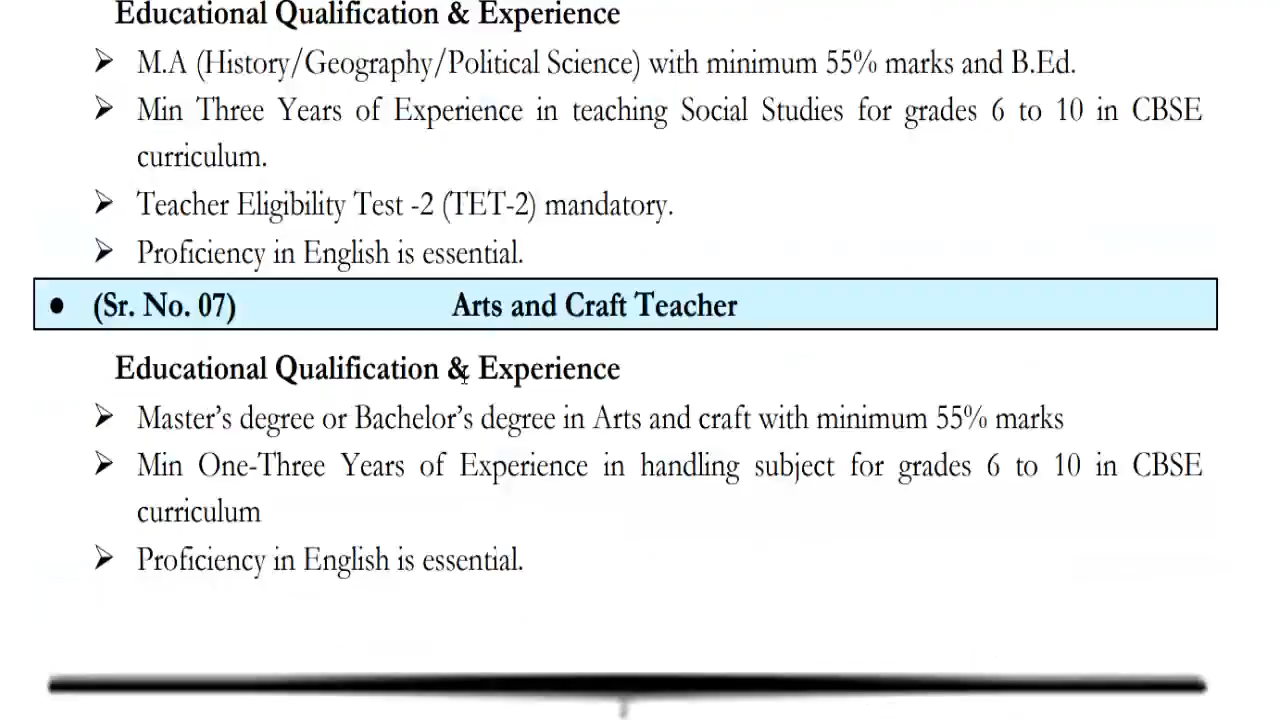 Educational Qualification & Experience
➢ M.A (History/Geography/Political Science) with minimum 55% marks and B.Ed.
➢ Min Three Years of Experience in teaching Social Studies for grades 6 to 10 in CBSE
curriculum.
➢ Teacher Eligibility Test -2 (TET-2) mandatory.
➢ Proficiency in English is essential.
● (Sr. No. 07) Arts and Craft Teacher
Educational Qualification & Experience
➢ Master’s degree or Bachelor’s degree in Arts and craft with minimum 55% marks
➢ Min One-Three Years of Experience in handling subject for grades 6 to 10 in CBSE
curriculum
➢ Proficiency in English is essential.